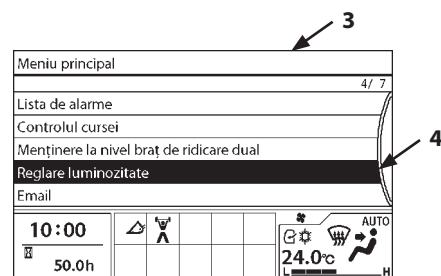 3
Meniu principal
4/ 7
Lista de alarme
Controlul cursei
Menținere la nivel braț de ridicare dual
Reglare luminozitate
4
Email
10:00
AUTO
50.0h
24.0°C
L H